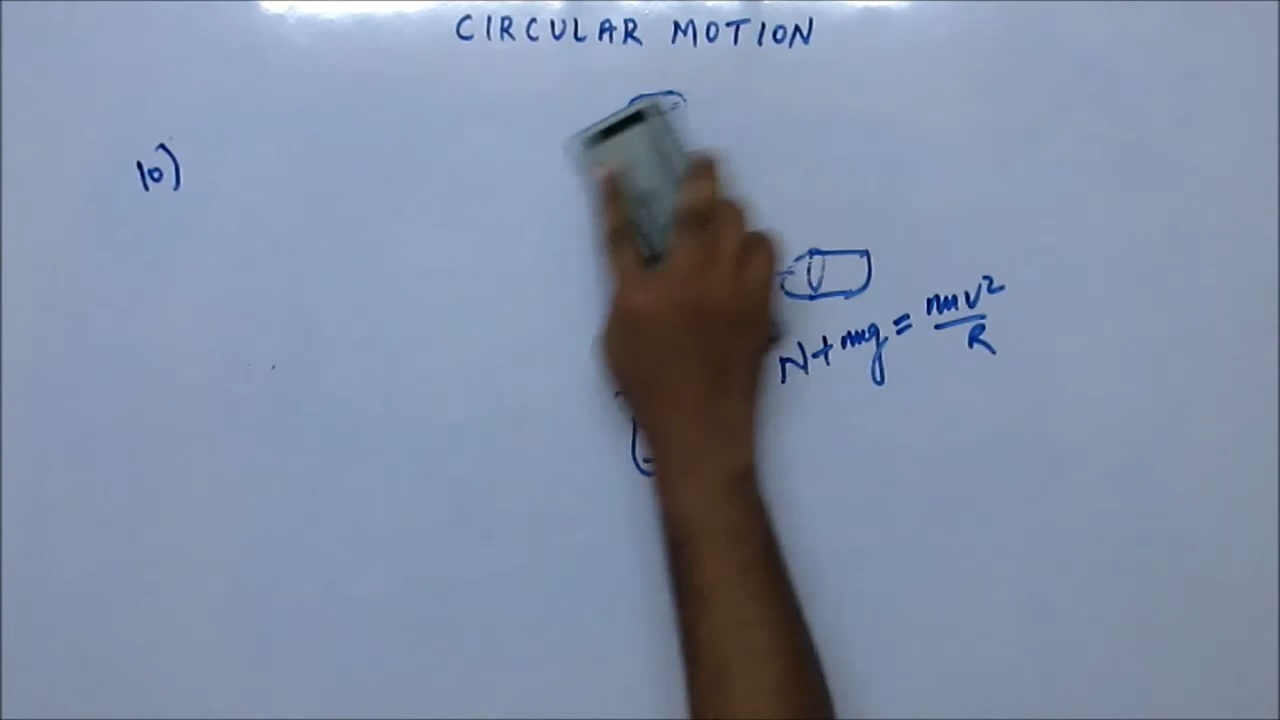 CIRCULAR MOTION
10)
N+mg = mv²/R